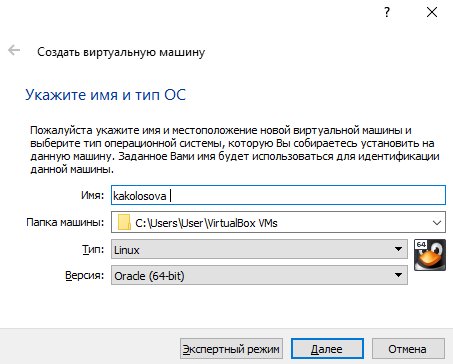 ?
Создать виртуальную машину
Укажите имя и тип ОС
Пожалуйста укажите имя и местоположение новой виртуальной машины и
выберите тип операционной системы, которую Вы собираетесь установить на
данную машину. Заданное Вами имя будет использоваться для идентификации
данной машины.
Имя: kakolosova
Папка машины: C:\Users\User\VirtualBox VMs
Тип: Linux
64
Версия: Oracle (64-bit)
Экспертный режим Далее Отмена